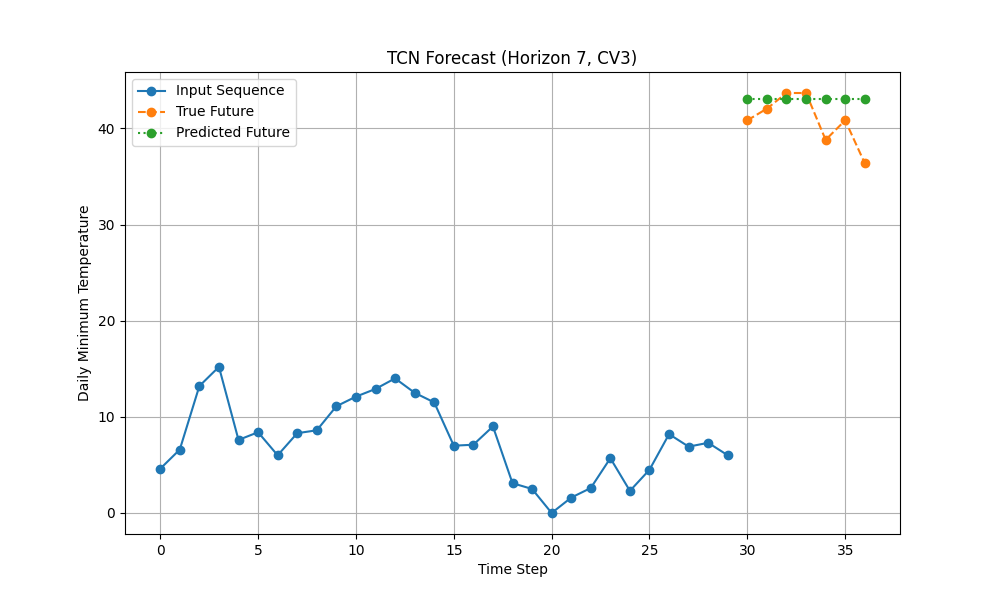 TCN Forecast (Horizon 7, CV3)
Input Sequence
True Future
Predicted Future
Daily Minimum Temperature
40
30
20
10
0
0 5 10 15 20 25 30 35
Time Step